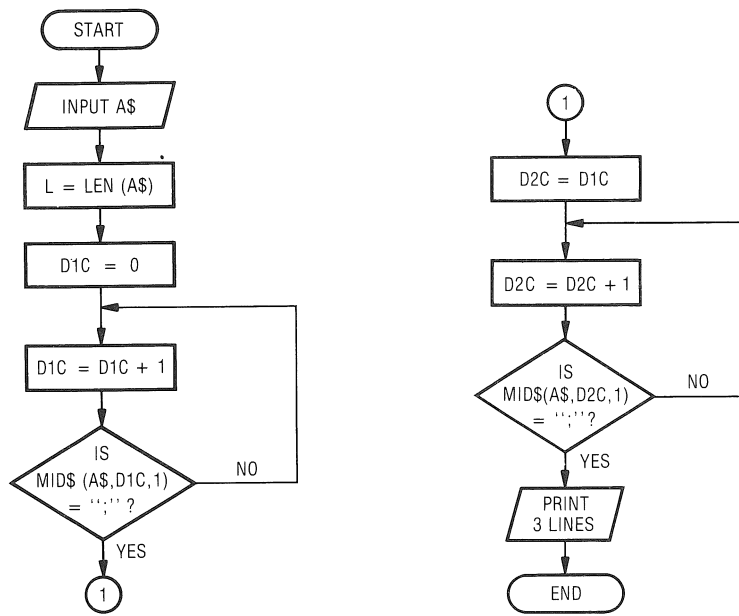 START
INPUT A$
L = LEN (A$)
D1C = 0
D1C = D1C + 1
IS
MID$ (A$,D1C,1)
= ";" ?
NO
YES
1
1
D2C = D1C
D2C = D2C + 1
IS
MID$(A$,D2C,1)
= ";"?
NO
YES
PRINT
3 LINES
END